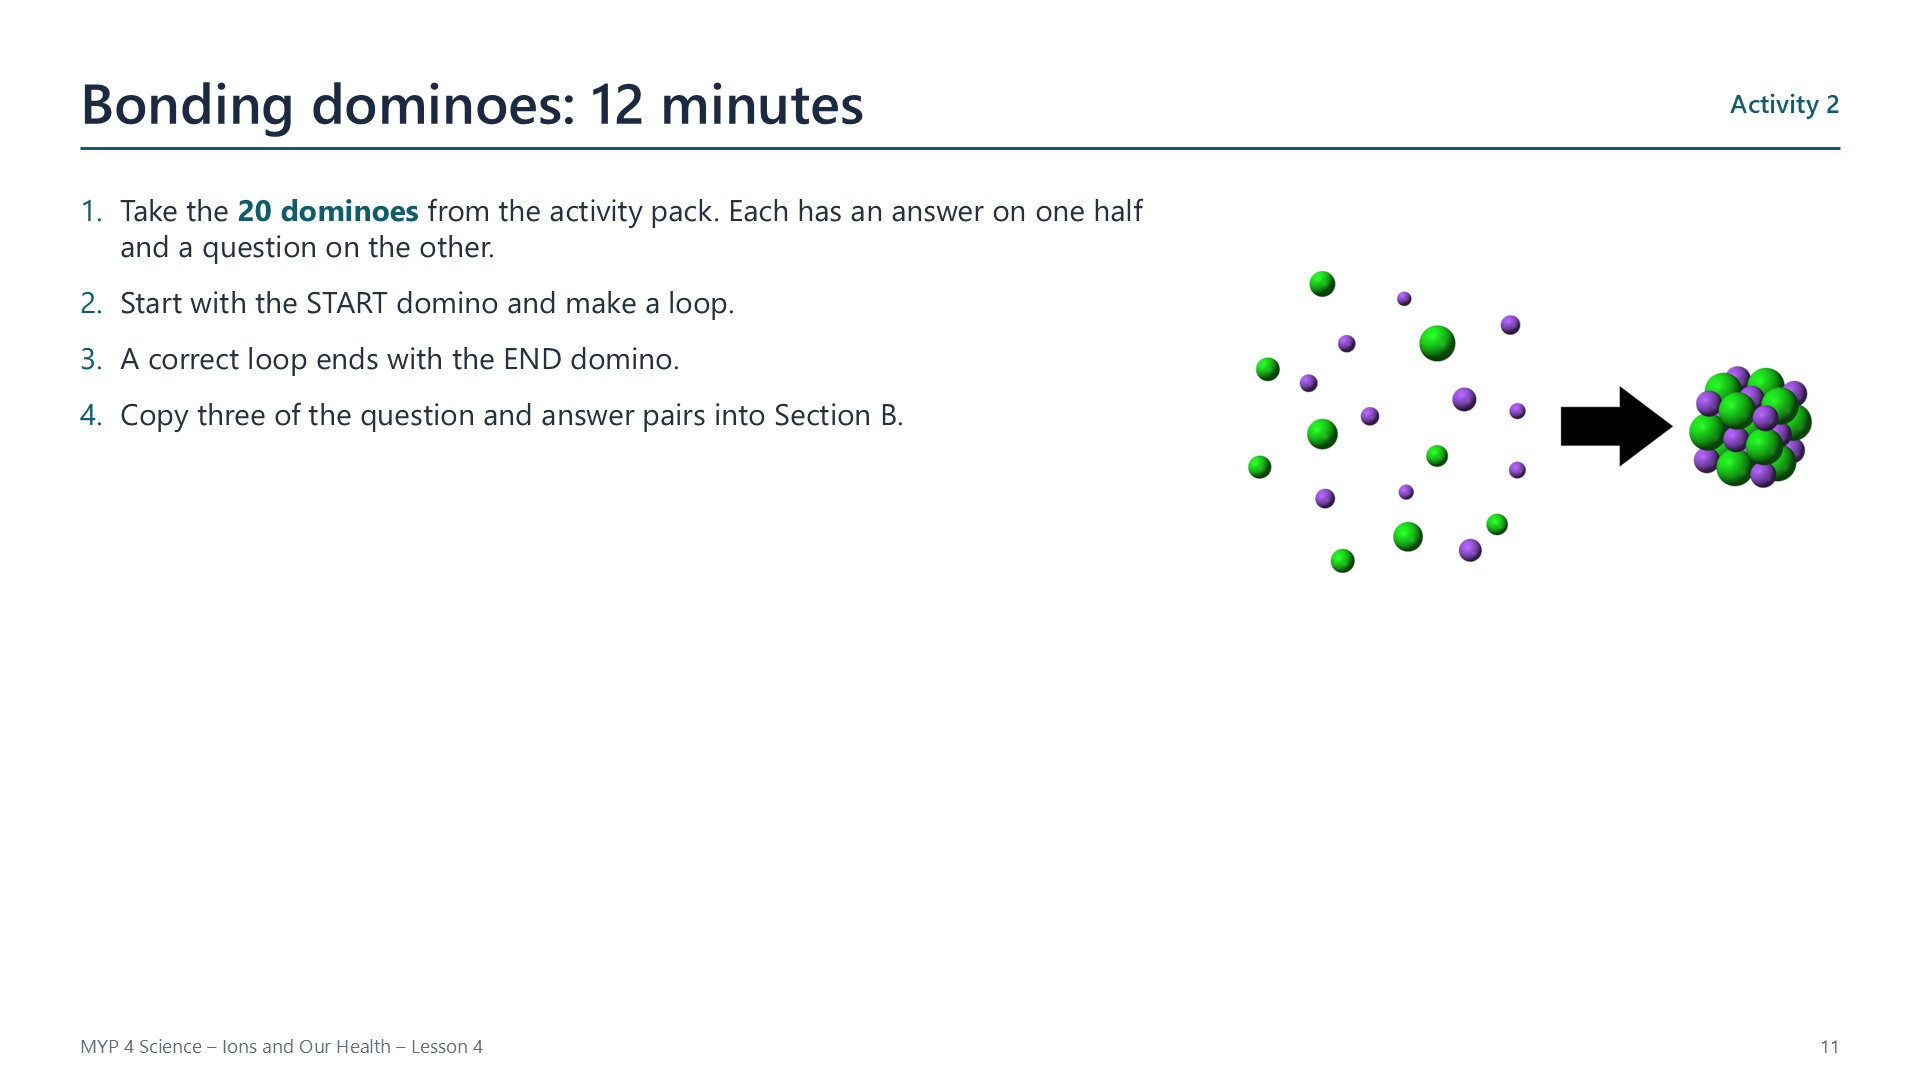 Bonding dominoes: 12 minutes
Activity 2
1. Take the 20 dominoes from the activity pack. Each has an answer on one half
and a question on the other.
2. Start with the START domino and make a loop.
3. A correct loop ends with the END domino.
4. Copy three of the question and answer pairs into Section B.
MYP 4 Science – Ions and Our Health – Lesson 4
11